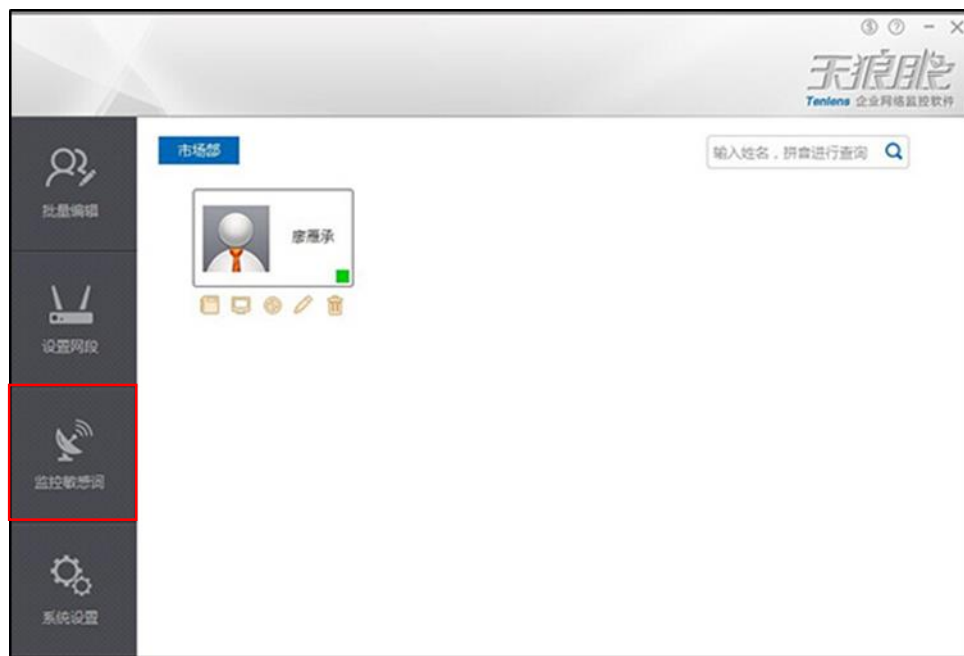 天狼眼
Tenlens 企业网络监控软件
市场部
输入姓名，拼音进行查询
批量编辑
廖雁承
设置网段
监控敏感词
系统设置